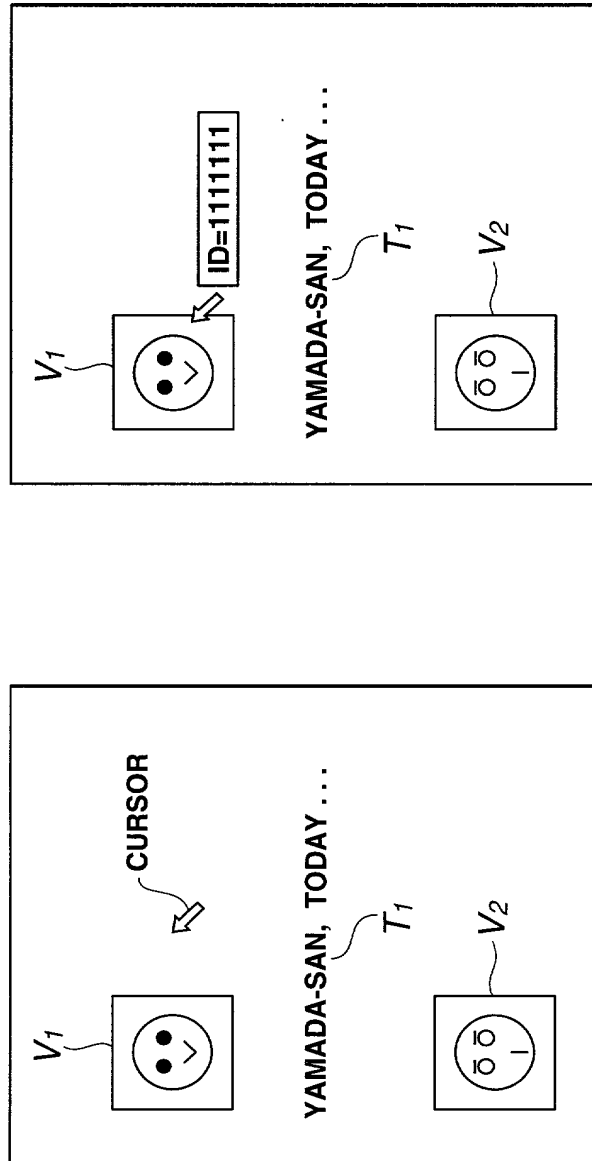 V1
CURSOR
YAMADA-SAN, TODAY...
T1
V2
V1
ID=1111111
YAMADA-SAN, TODAY...
T1
V2